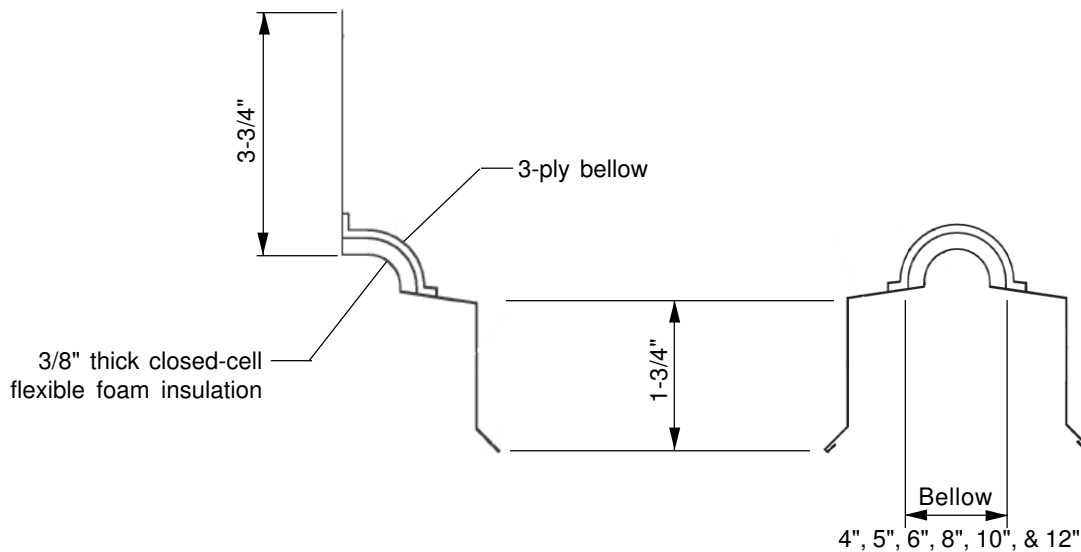 3-3/4"
3-ply bellow
3/8" thick closed-cell
flexible foam insulation
1-3/4"
Bellow
4", 5", 6", 8", 10", & 12"